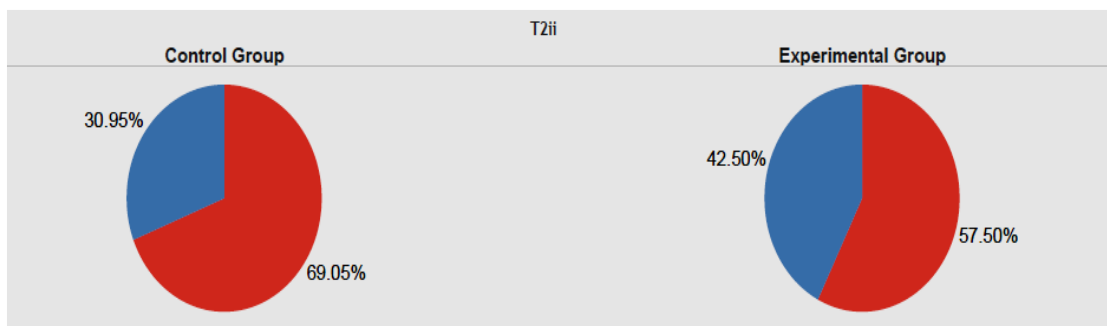 T2ii
Control Group
Experimental Group
30.95%
69.05%
42.50%
57.50%